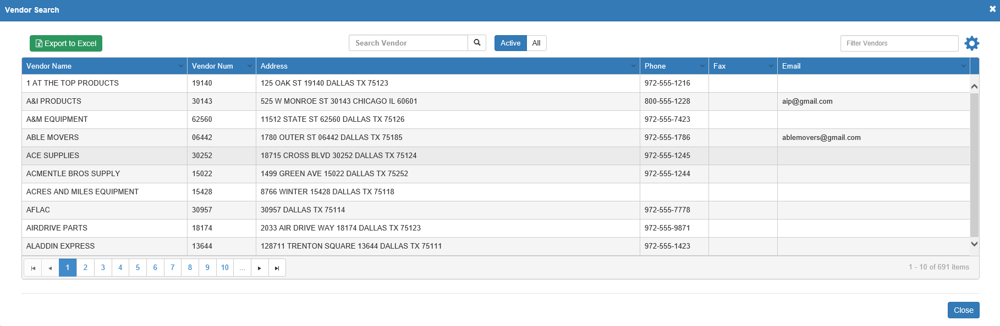 Vendor Search
Export to Excel
Search Vendor
Active All
Filter Vendors
Vendor Name Vendor Num Address Phone Fax Email
1 AT THE TOP PRODUCTS 19140 125 OAK ST 19140 DALLAS TX 75123 972-555-1216
A&I PRODUCTS 30143 525 W MONROE ST 30143 CHICAGO IL 60601 800-555-1228 aip@gmail.com
A&M EQUIPMENT 62560 11512 STATE ST 62560 DALLAS TX 75126 972-555-7423
ABLE MOVERS 06442 1780 OUTER ST 06442 DALLAS TX 75185 972-555-1786 ablemovers@gmail.com
ACE SUPPLIES 30252 18715 CROSS BLVD 30252 DALLAS TX 75124 972-555-1245
ACMENTLE BROS SUPPLY 15022 1499 GREEN AVE 15022 DALLAS TX 75252 972-555-1244
ACRES AND MILES EQUIPMENT 15428 8766 WINTER 15428 DALLAS TX 75118
AFLAC 30957 30957 DALLAS TX 75114 972-555-7778
AIRDRIVE PARTS 18174 2033 AIR DRIVE WAY 18174 DALLAS TX 75123 972-555-9871
ALADDIN EXPRESS 13644 128711 TRENTON SQUARE 13644 DALLAS TX 75111 972-555-1423
1 2 3 4 5 6 7 8 9 10 ... 1 - 10 of 691 items
Close